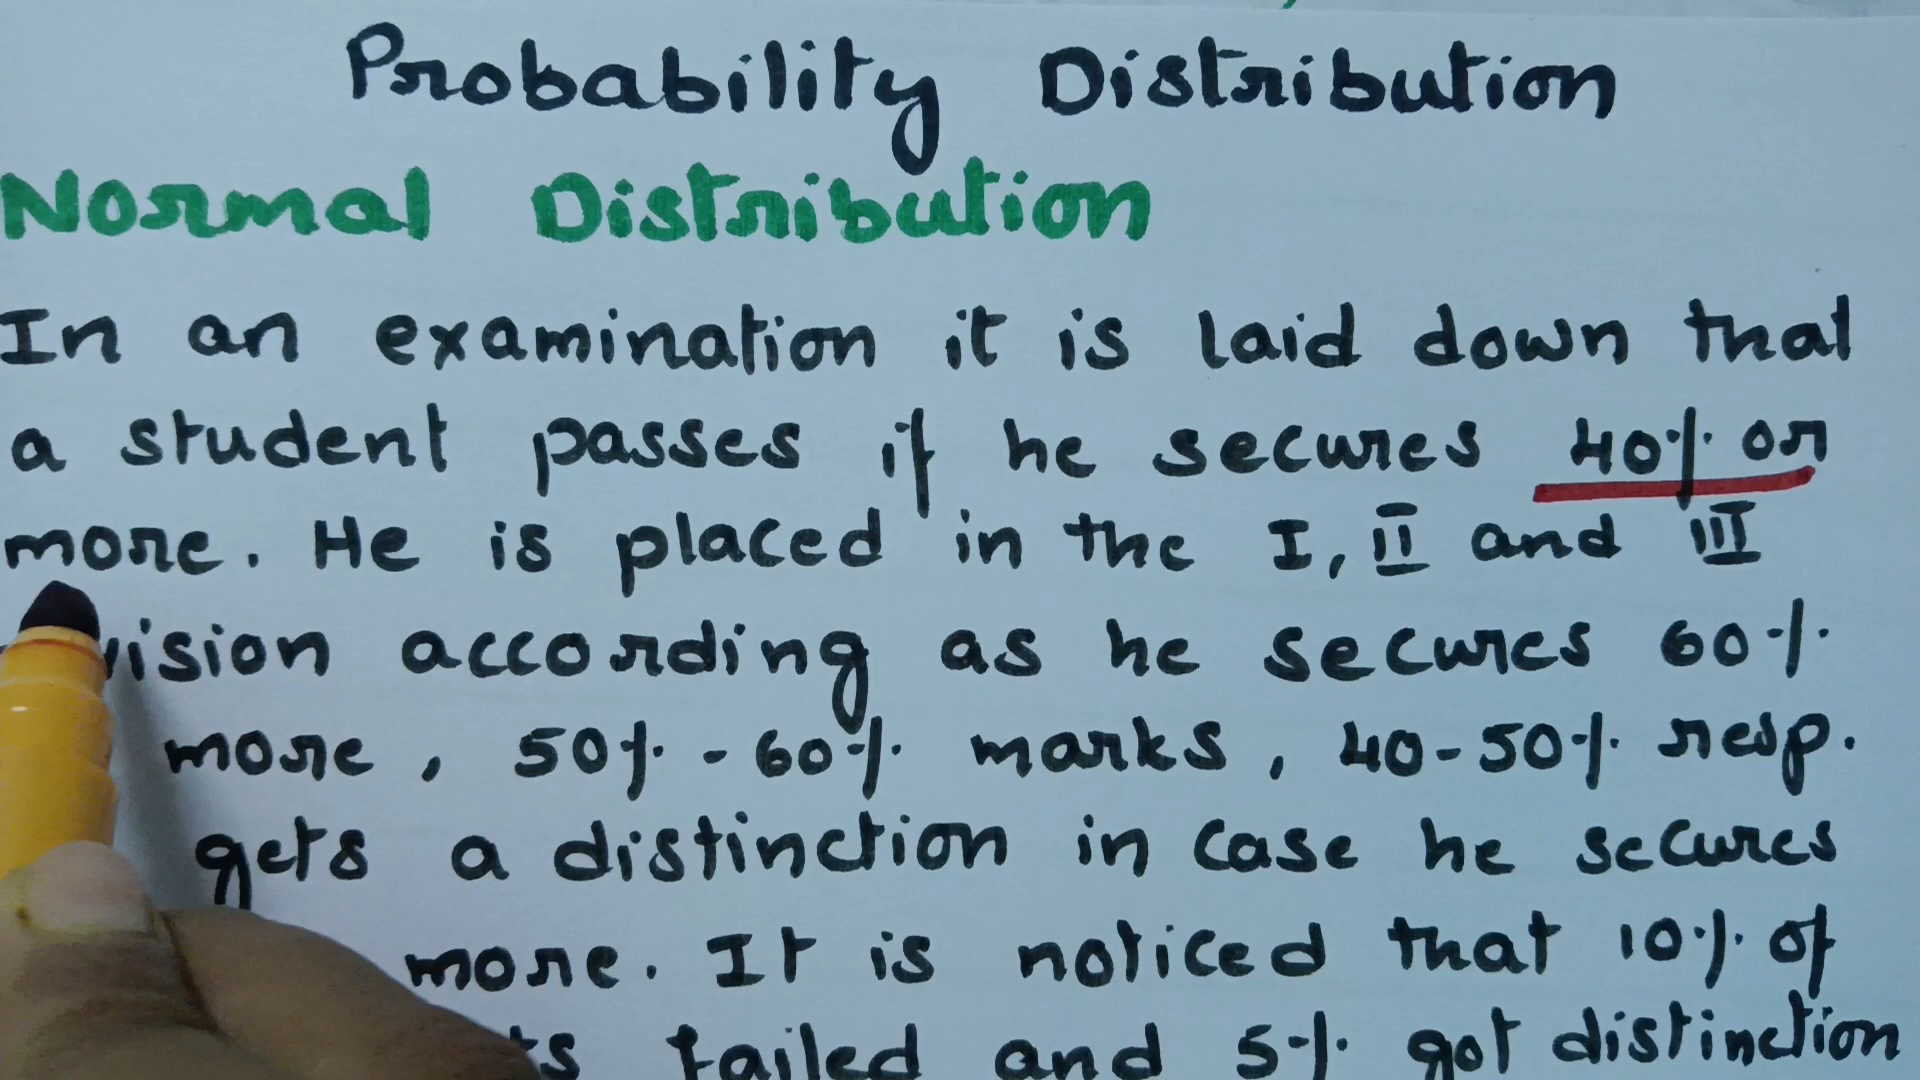 Probability Distribution
Normal Distribution
In an examination it is laid down that
a student passes if he secures 40% or
more. He is placed in the I, II and III
vision according as he secures 60%
more, 50% - 60% marks, 40-50% resp.
gets a distinction in case he secures
more. It is noticed that 10% of
failed and 5% got distinction